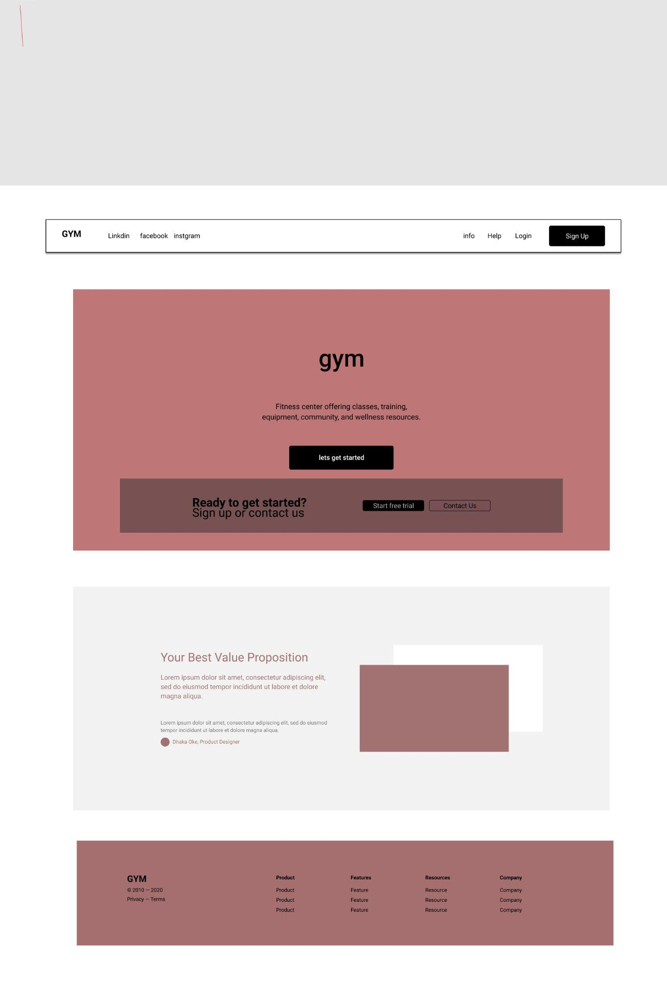 GYM
Linkdin facebook instgram
info Help Login Sign Up
gym
Fitness center offering classes, training,
equipment, community, and wellness resources.
lets get started
Ready to get started?
Sign up or contact us
Start free trial Contact Us
Your Best Value Proposition
Lorem ipsum dolor sit amet, consectetur adipiscing elit,
sed do eiusmod tempor incididunt ut labore et dolore
magna aliqua.
Lorem ipsum dolor sit amet, consectetur adipiscing elit, sed do eiusmod
tempor incididunt ut labore et dolore magna aliqua.
Dhaka Oke, Product Designer
GYM
© 2010 — 2020
Privacy — Terms
Product
Product
Product
Product
Features
Feature
Feature
Feature
Resources
Resource
Resource
Resource
Company
Company
Company
Company